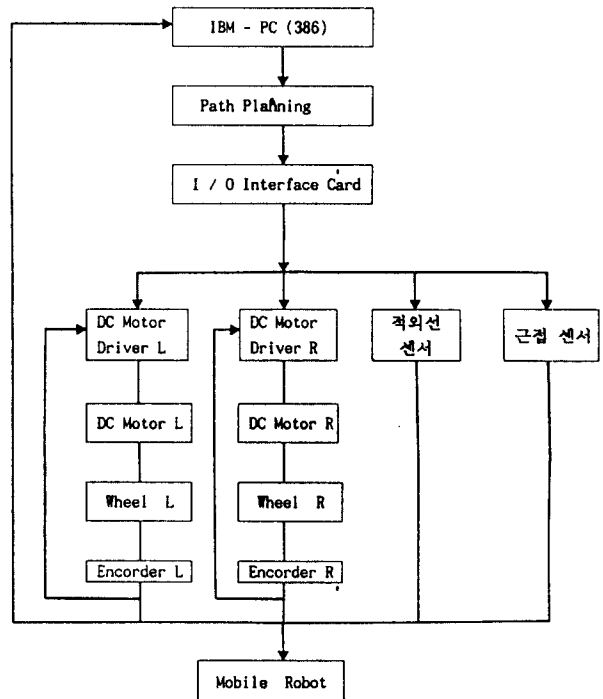 IBM - PC (386)
Path Planning
I / O Interface Card
DC Motor
Driver L
DC Motor
Driver R
적외선
센서
근접 센서
DC Motor L
DC Motor R
Wheel L
Wheel R
Encorder L
Encorder R
Mobile Robot